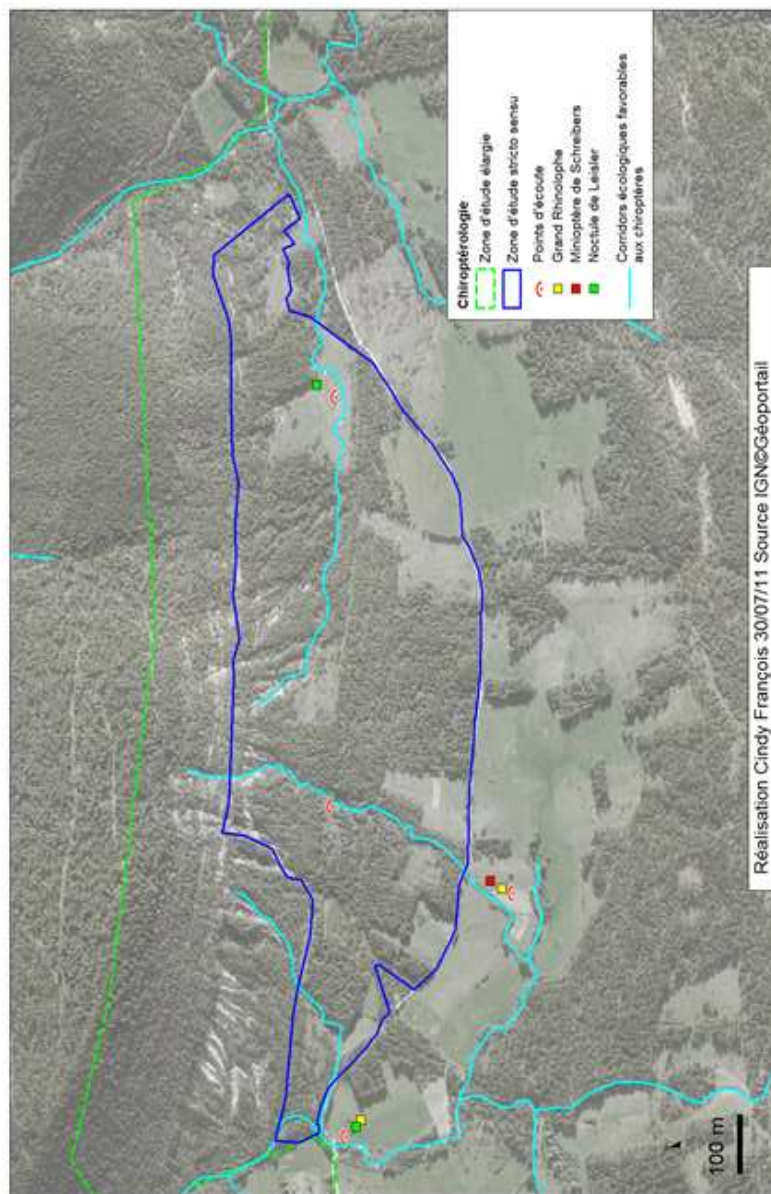 Chiroptérologie
Zone d'étude élargie
Zone d'étude stricto sensu
Points d'écoute
Grand Rhinolophe
Minioptère de Schreibers
Noctule de Leisler
Corridors écologiques favorables
aux chiroptères
100 m
Réalisation Cindy François 30/07/11 Source IGN©Géoportail